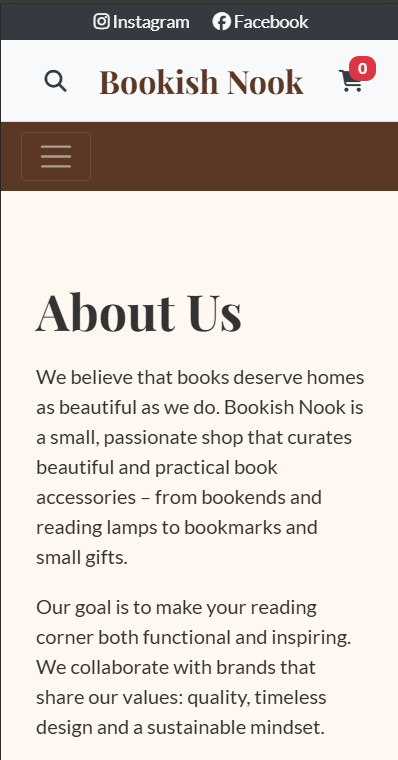 Instagram Facebook
Bookish Nook 0
About Us
We believe that books deserve homes
as beautiful as we do. Bookish Nook is
a small, passionate shop that curates
beautiful and practical book
accessories – from bookends and
reading lamps to bookmarks and
small gifts.
Our goal is to make your reading
corner both functional and inspiring.
We collaborate with brands that
share our values: quality, timeless
design and a sustainable mindset.